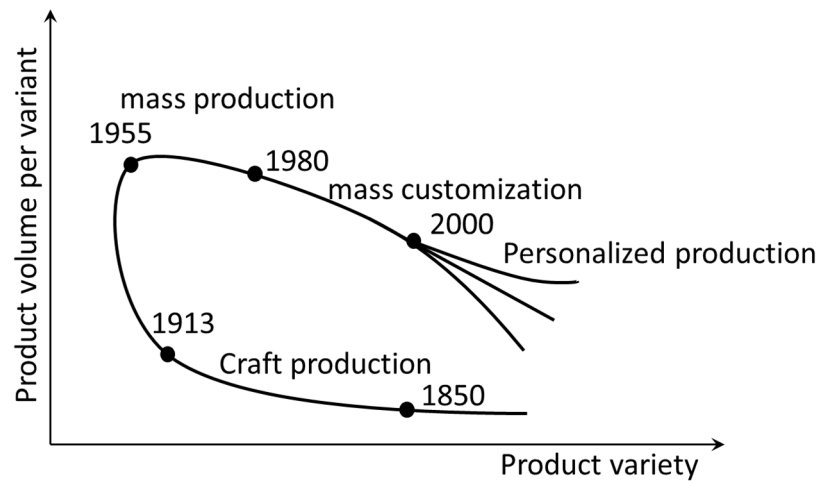 Product volume per variant
mass production
1955
1980
mass customization
2000
Personalized production
1913
Craft production
1850
Product variety